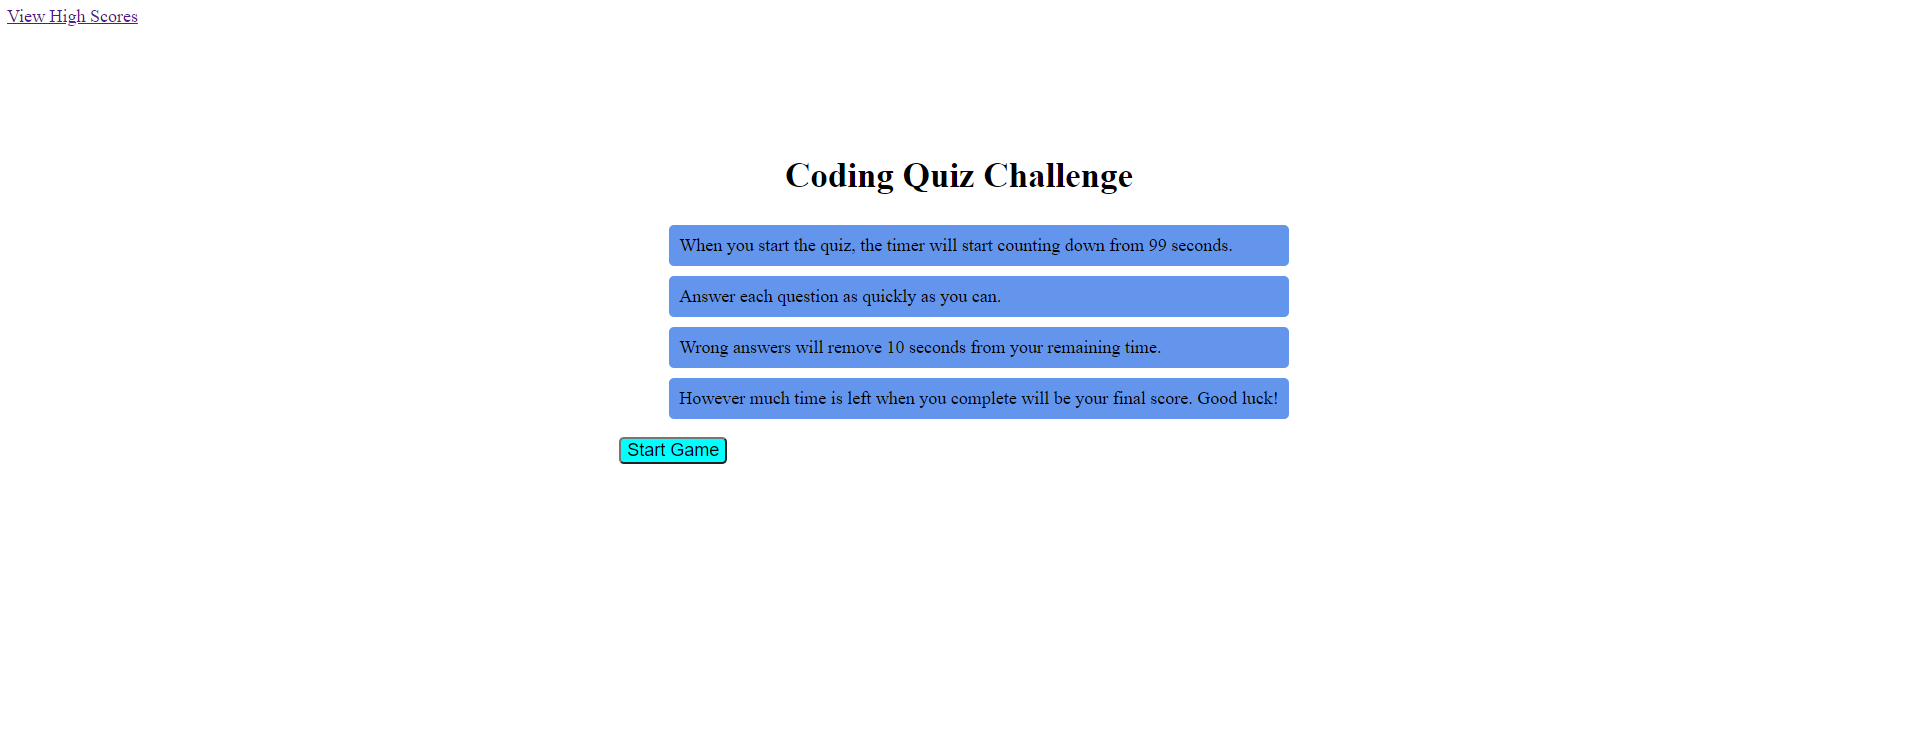 View High Scores
Coding Quiz Challenge
When you start the quiz, the timer will start counting down from 99 seconds.
Answer each question as quickly as you can.
Wrong answers will remove 10 seconds from your remaining time.
However much time is left when you complete will be your final score. Good luck!
Start Game